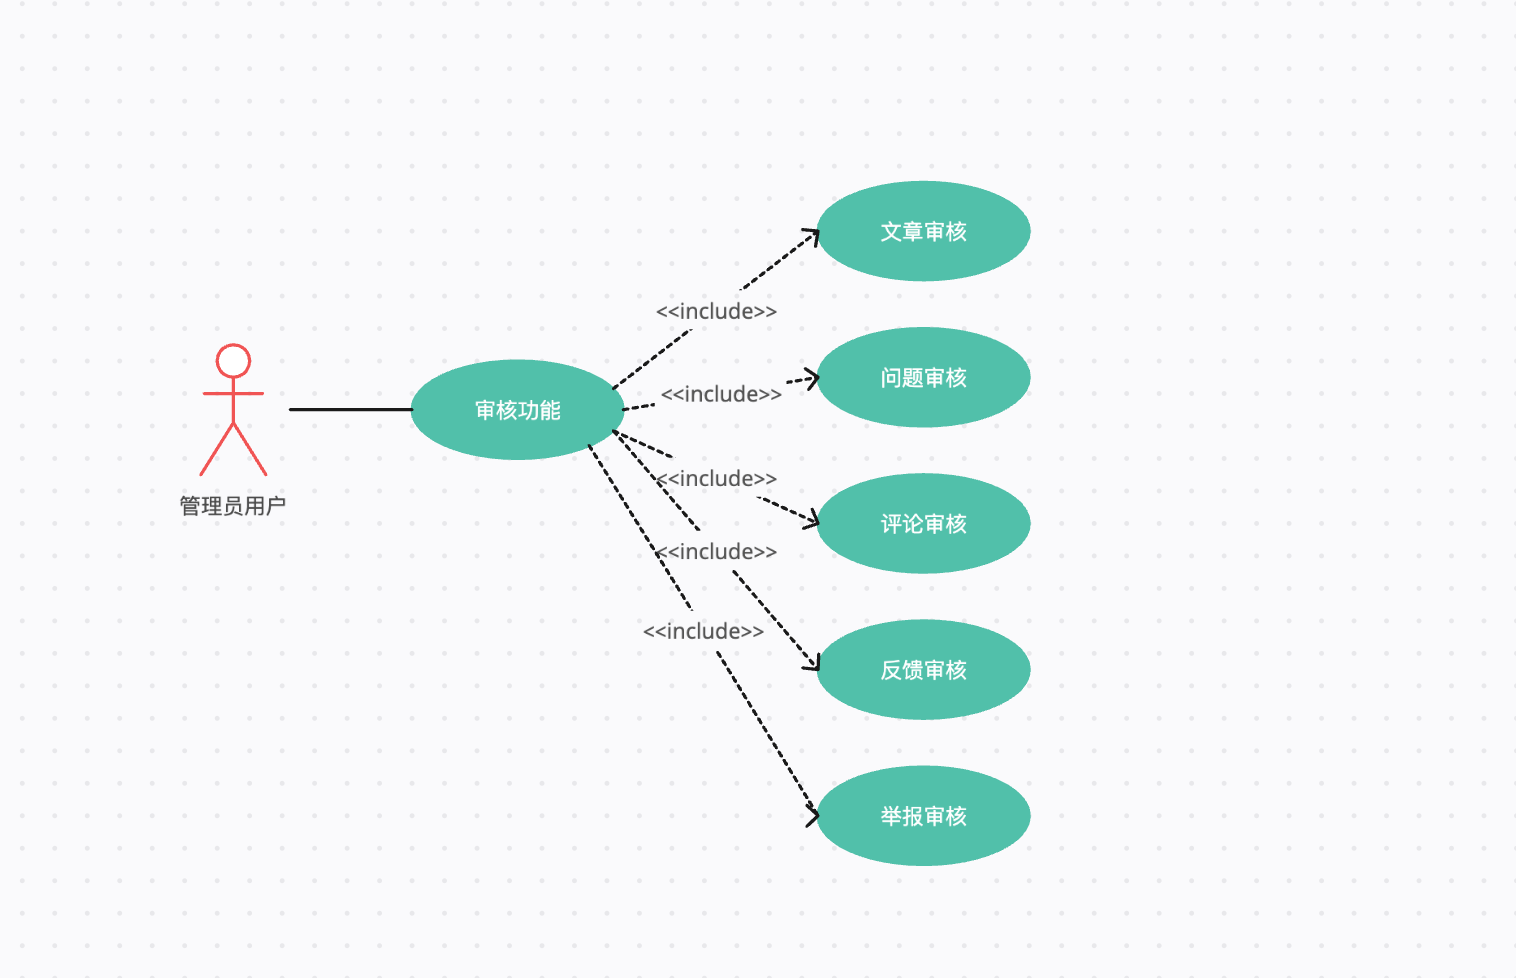 文章审核
<<include>>
问题审核
<<include>>
审核功能
<<include>>
管理员用户
评论审核
<<include>>
<<include>>
反馈审核
举报审核